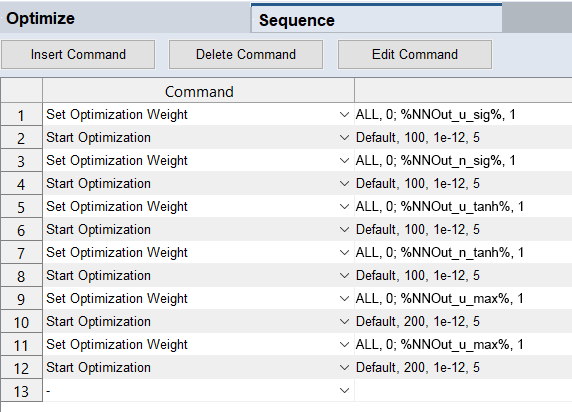 Optimize Sequence
Insert Command Delete Command Edit Command
Command
1 Set Optimization Weight ALL, 0; %NNOut_u_sig%, 1
2 Start Optimization Default, 100, 1e-12, 5
3 Set Optimization Weight ALL, 0; %NNOut_n_sig%, 1
4 Start Optimization Default, 100, 1e-12, 5
5 Set Optimization Weight ALL, 0; %NNOut_u_tanh%, 1
6 Start Optimization Default, 100, 1e-12, 5
7 Set Optimization Weight ALL, 0; %NNOut_n_tanh%, 1
8 Start Optimization Default, 100, 1e-12, 5
9 Set Optimization Weight ALL, 0; %NNOut_u_max%, 1
10 Start Optimization Default, 200, 1e-12, 5
11 Set Optimization Weight ALL, 0; %NNOut_u_max%, 1
12 Start Optimization Default, 200, 1e-12, 5
13 -